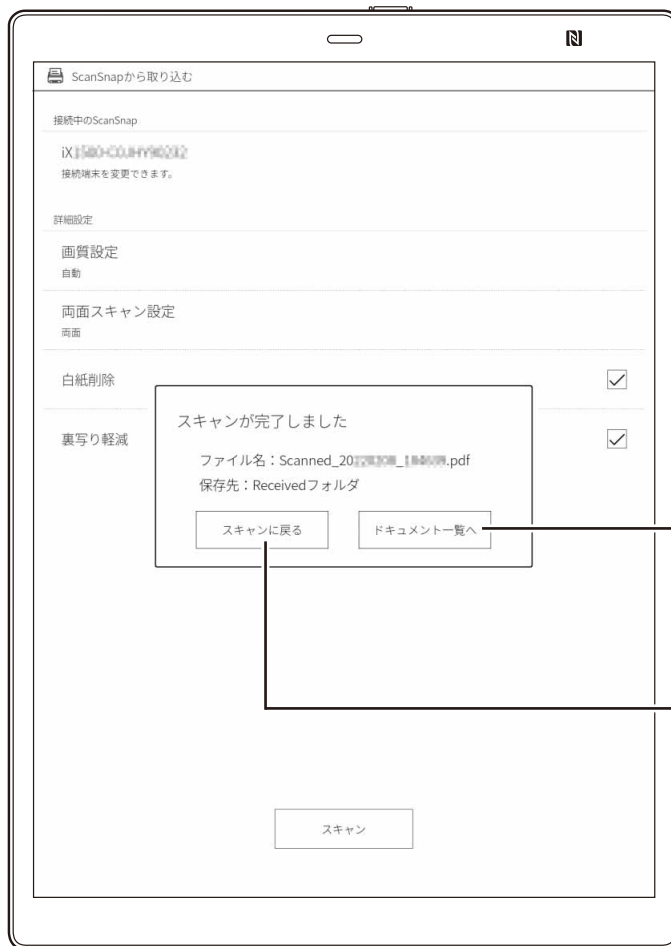 ScanSnapから取り込む
接続中のScanSnap
iX
接続端末を変更できます。
詳細設定
画質設定
自動
両面スキャン設定
両面
白紙削除
裏写り軽減
スキャンが完了しました
ファイル名：Scanned_20 .pdf
保存先：Receivedフォルダ
スキャンに戻る
ドキュメント一覧へ
スキャン